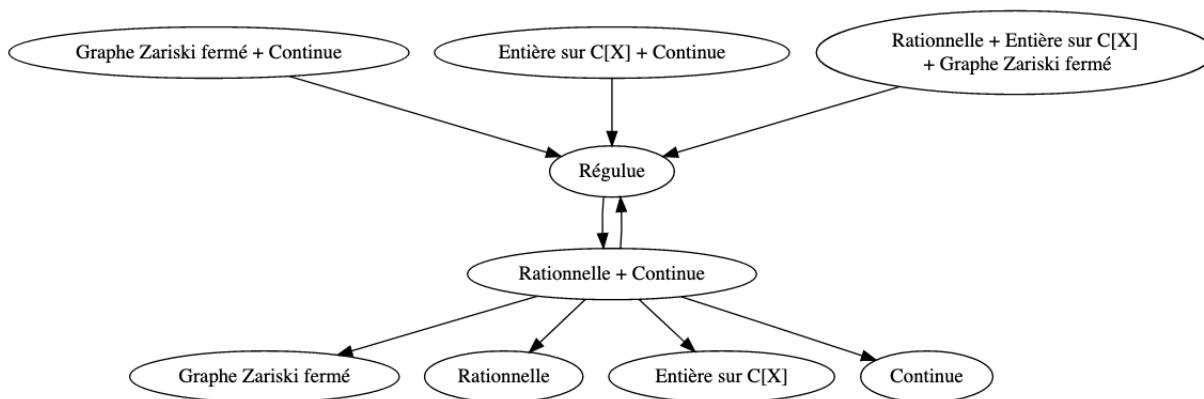 Graphe Zariski fermé + Continue
Entière sur C[X] + Continue
Rationnelle + Entière sur C[X]
+ Graphe Zariski fermé
Régulue
Rationnelle + Continue
Graphe Zariski fermé
Rationnelle
Entière sur C[X]
Continue